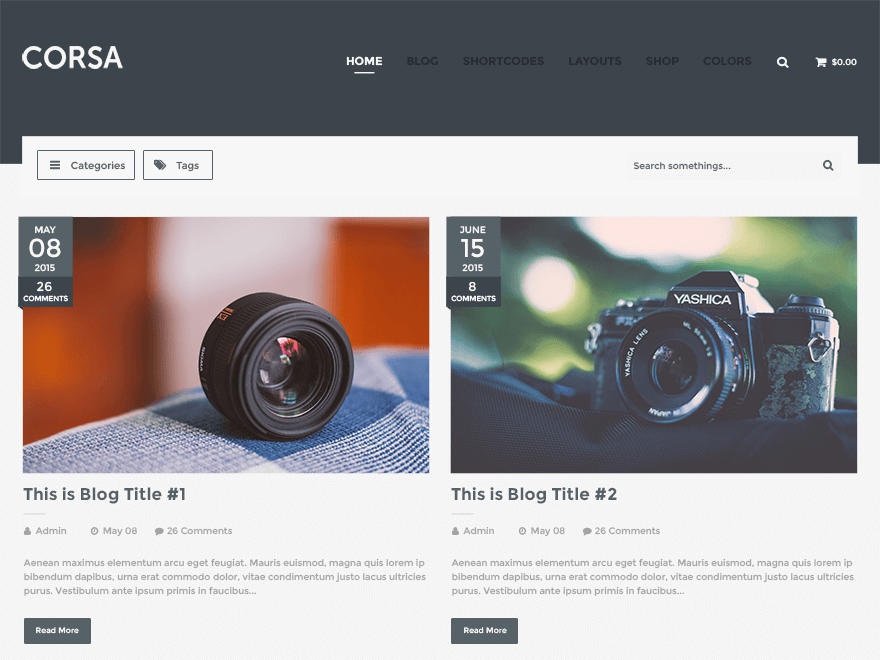 CORSA
HOME BLOG SHORTCODES LAYOUTS SHOP COLORS $0.00
Categories Tags Search somethings...
MAY
08
2015
26
COMMENTS
JUNE
15
2015
8
COMMENTS
YASHICA
YASHICA LENS
This is Blog Title #1
Admin May 08 26 Comments
Aenean maximus elementum arcu eget feugiat. Mauris euismod, magna quis lorem ip
bibendum dapibus, urna erat commodo dolor, vitae condimentum justo lacus ultricies
purus. Vestibulum ante ipsum primis in faucibus...
Read More
This is Blog Title #2
Admin May 08 26 Comments
Aenean maximus elementum arcu eget feugiat. Mauris euismod, magna quis lorem ip
bibendum dapibus, urna erat commodo dolor, vitae condimentum justo lacus ultricies
purus. Vestibulum ante ipsum primis in faucibus...
Read More